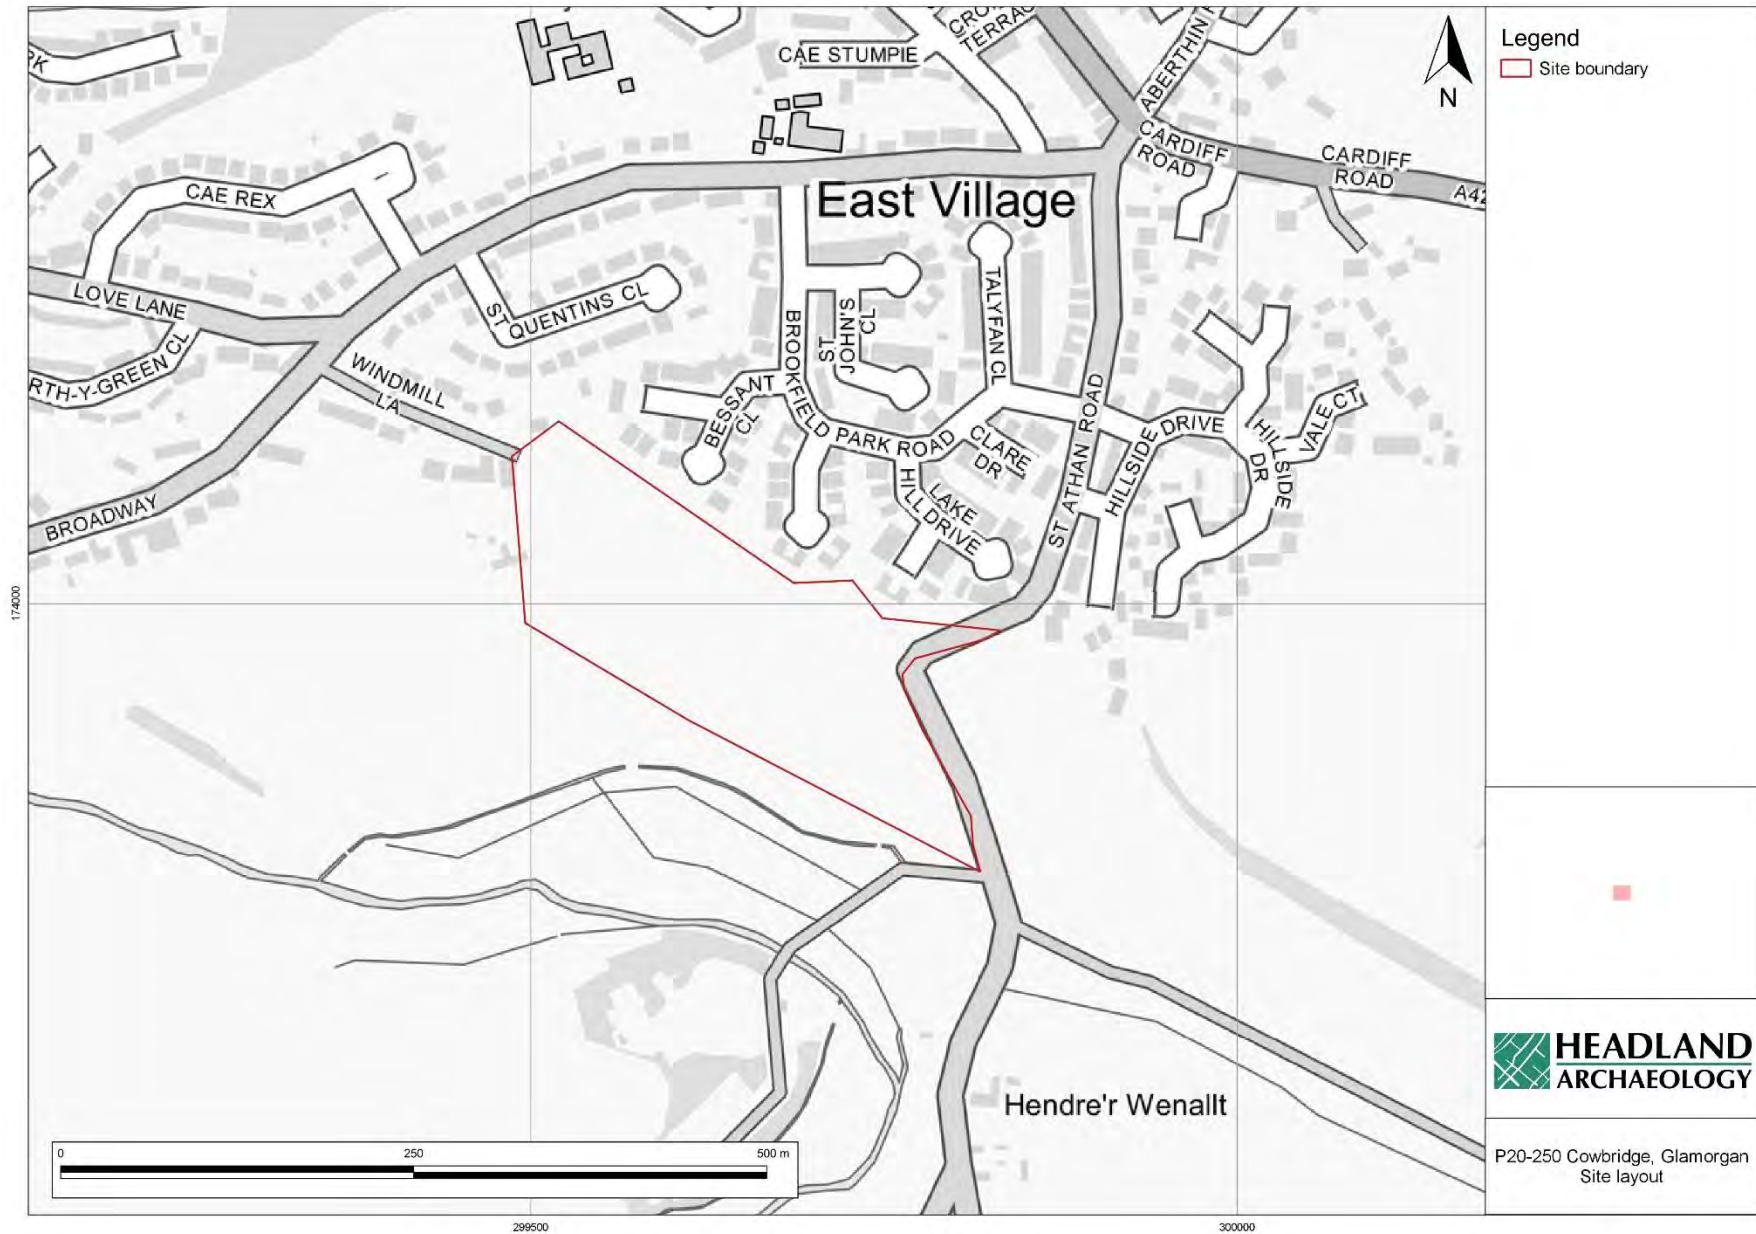 RK
CAE STUMPIE
TERRAC
ABERTHIN
CARDIFF
ROAD
CARDIFF
ROAD
A42
N
Legend
Site boundary
CAE REX
East Village
LOVE LANE
ST QUENTINS CL
RTH-Y-GREEN CL
WINDMILL
LA
BROADWAY
BROOKFIELD PARK ROAD
ST
JOHN'S
CL
TALYFAN CL
BESSANT
CL
CLARE
DR
LAKE
HILL DRIVE
ST ATHAN ROAD
HILLSIDE DRIVE
HILLSIDE
DR
VALE CT
174000
Hendre'r Wenallt
0 250 500 m
299500 300000
HEADLAND
ARCHAEOLOGY
P20-250 Cowbridge, Glamorgan
Site layout